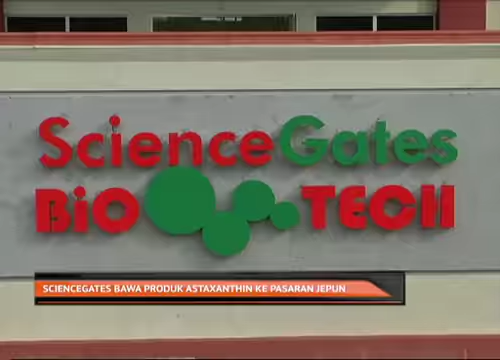 ScienceGates
BiO TECH
SCIENCEGATES BAWA PRODUK ASTAXANTHIN KE PASARAN JEPUN